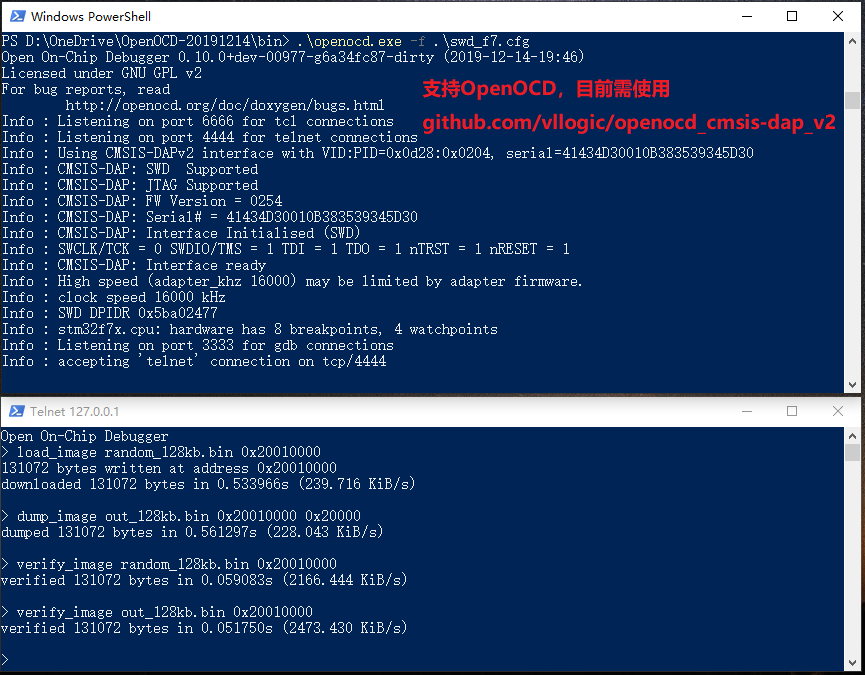 Windows PowerShell
PS D:\OneDrive\OpenOCD-20191214\bin> .\openocd.exe -f .\swd_f7.cfg
Open On-Chip Debugger 0.10.0+dev-00977-g6a34fc87-dirty (2019-12-14-19:46)
Licensed under GNU GPL v2
For bug reports, read
http://openocd.org/doc/doxygen/bugs.html
支持OpenOCD，目前需使用
github.com/vllogic/openocd_cmsis-dap_v2
Info : Listening on port 6666 for tcl connections
Info : Listening on port 4444 for telnet connections
Info : Using CMSIS-DAPv2 interface with VID:PID=0x0d28:0x0204, serial=41434D30010B383539345D30
Info : CMSIS-DAP: SWD  Supported
Info : CMSIS-DAP: JTAG Supported
Info : CMSIS-DAP: FW Version = 0254
Info : CMSIS-DAP: Serial# = 41434D30010B383539345D30
Info : CMSIS-DAP: Interface Initialised (SWD)
Info : SWCLK/TCK = 0 SWDIO/TMS = 1 TDI = 1 TDO = 1 nTRST = 1 nRESET = 1
Info : CMSIS-DAP: Interface ready
Info : High speed (adapter_khz 16000) may be limited by adapter firmware.
Info : clock speed 16000 kHz
Info : SWD DPIDR 0x5ba02477
Info : stm32f7x.cpu: hardware has 8 breakpoints, 4 watchpoints
Info : Listening on port 3333 for gdb connections
Info : accepting 'telnet' connection on tcp/4444
Telnet 127.0.0.1
Open On-Chip Debugger
> load_image random_128kb.bin 0x20010000
131072 bytes written at address 0x20010000
downloaded 131072 bytes in 0.533966s (239.716 KiB/s)
> dump_image out_128kb.bin 0x20010000 0x20000
dumped 131072 bytes in 0.561297s (228.043 KiB/s)
> verify_image random_128kb.bin 0x20010000
verified 131072 bytes in 0.059083s (2166.444 KiB/s)
> verify_image out_128kb.bin 0x20010000
verified 131072 bytes in 0.051750s (2473.430 KiB/s)
>